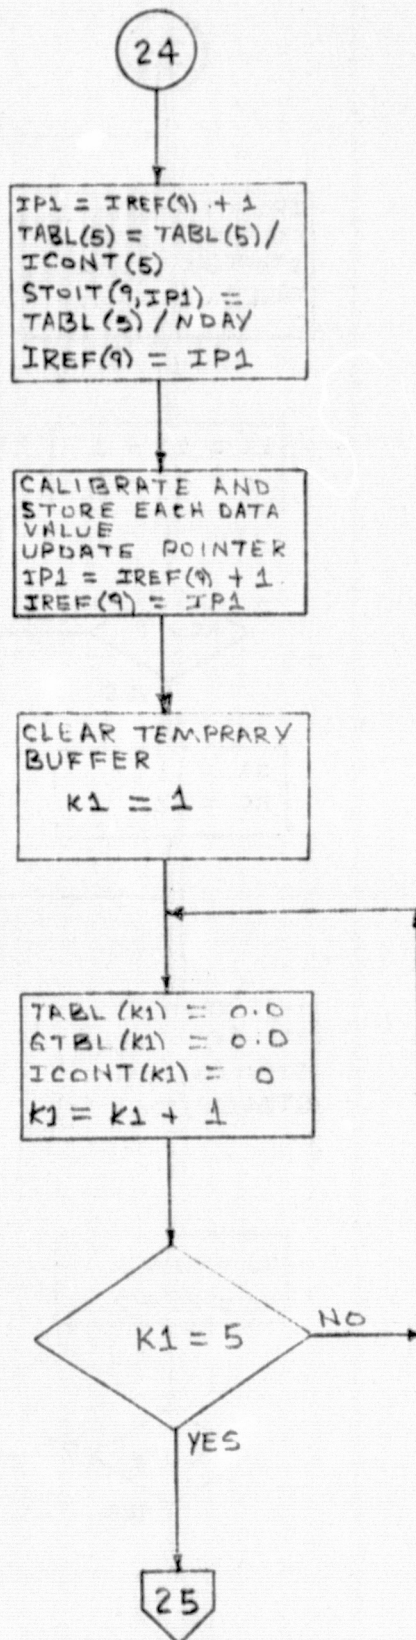 24
IP1 = IREF(9) + 1
TABL(5) = TABL(5)/
ICONT(5)
STOIT(9,IP1) =
TABL(5)/NDAY
IREF(9) = IP1
CALIBRATE AND
STORE EACH DATA
VALUE
UPDATE POINTER
IP1 = IREF(9) + 1
IREF(9) = IP1
CLEAR TEMPRARY
BUFFER
K1 = 1
TABL(K1) = 0.0
GTBL(K1) = 0.0
ICONT(K1) = 0
K1 = K1 + 1
K1 = 5
NO
YES
25